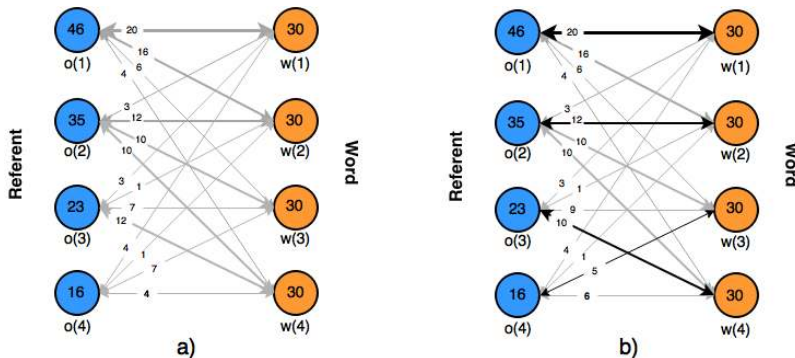 Referent
46 20 30
16
o(1) w(1)
4 6
3
35 12 30
10
o(2) 10 w(2)
3 1
23 7 30
12
o(3) w(3)
4 1
7
16 4 30
o(4) w(4)
Word
a)
Referent
46 20 30
16
o(1) w(1)
4 6
3
35 12 30
10
o(2) 10 w(2)
3 1
23 9 30
10
o(3) w(3)
4 1
5
16 6 30
o(4) w(4)
Word
b)